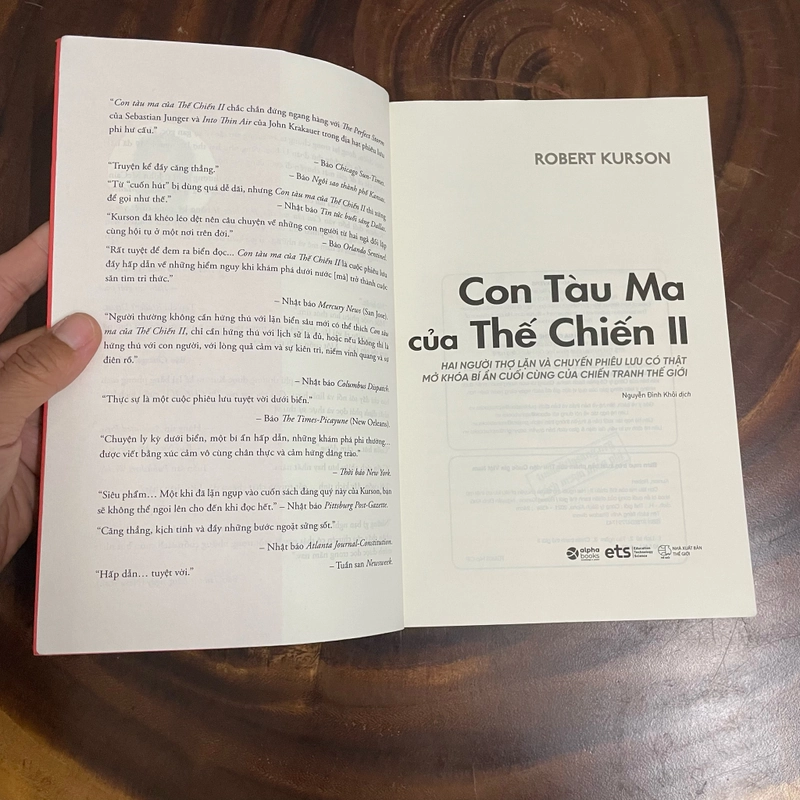 "Con tàu ma của Thế Chiến II chắc chắn đứng ngang hàng với The Perfect Storm
của Sebastian Junger và Into Thin Air của John Krakauer trong địa hạt phiêu lưu
phi hư cấu."
– Báo Chicago Sun-Times.
"Truyện kể đầy căng thẳng."
– Báo Ngôi sao thành phố Kansas.
"Từ "cuốn hút" bị dùng quá dễ dãi, nhưng Con tàu ma của Thế Chiến II thì xứng
để gọi như thế."
– Nhật báo Tin tức buổi sáng Dallas.
"Kurson đã khéo léo dệt nên câu chuyện về những con người từ hai ngả đối lập
cùng hội tụ ở một nơi trên đời."
– Báo Orlando Sentinel.
"Rất tuyệt để đem ra biển đọc... Con tàu ma của Thế Chiến II là cuộc phiêu lưu
đầy hấp dẫn về những hiểm nguy khi khám phá dưới nước [mà] trở thành cuộc
săn tìm tri thức."
– Nhật báo Mercury News (San Jose).
"Người thường không cần hứng thú với lặn biển sâu mới có thể thích Con tàu
ma của Thế Chiến II, chỉ cần hứng thú với lịch sử là đủ, hoặc nếu không thì là
hứng thú với con người, với lòng quả cảm và sự kiên trì, niềm vinh quang và sự
điên rồ."
– Nhật báo Columbus Dispatch.
"Thực sự là một cuộc phiêu lưu tuyệt vời dưới biển."
– Báo The Times-Picayune (New Orleans).
"Chuyện ly kỳ dưới biển, một bí ẩn hấp dẫn, những khám phá phi thường...
được viết bằng xúc cảm vô cùng chân thực và cảm hứng dâng trào."
– Thời báo New York.
"Siêu phẩm... Một khi đã lặn ngụp vào cuốn sách đáng quý này của Kurson, bạn
sẽ không thể ngoi lên cho đến khi đọc hết." – Nhật báo Pittsburg Post-Gazette.
"Căng thẳng, kịch tính và đầy những bước ngoặt sửng sốt."
– Nhật báo Atlanta Journal-Constitution.
"Hấp dẫn... tuyệt vời."
– Tuần san Newsweek.
ROBERT KURSON
Con Tàu Ma
của Thế Chiến II
HAI NGƯỜI THỢ LẶN VÀ CHUYẾN PHIÊU LƯU CÓ THẬT
MỞ KHÓA BÍ ẨN CUỐI CÙNG CỦA CHIẾN TRANH THẾ GIỚI
Nguyễn Đình Khôi dịch
alpha books
ets Education Technology Science
NHÀ XUẤT BẢN THẾ GIỚI